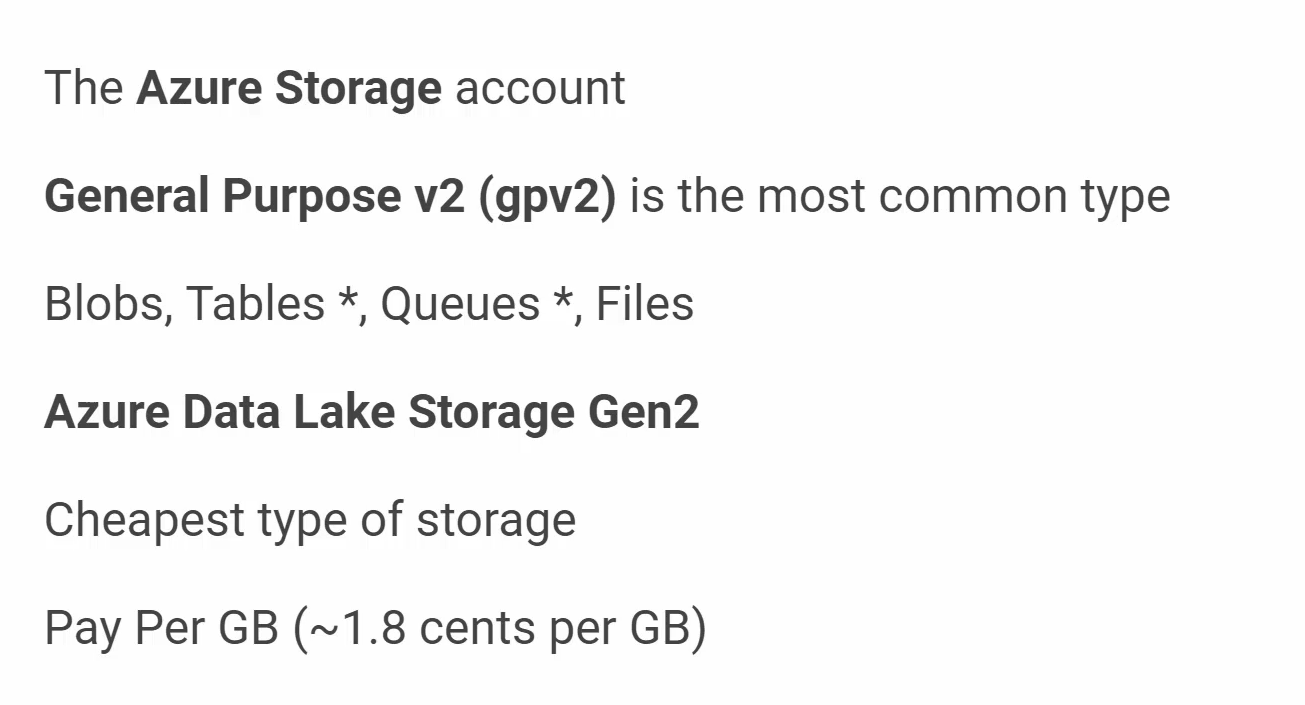 The Azure Storage account
General Purpose v2 (gpv2) is the most common type
Blobs, Tables *, Queues *, Files
Azure Data Lake Storage Gen2
Cheapest type of storage
Pay Per GB (~1.8 cents per GB)